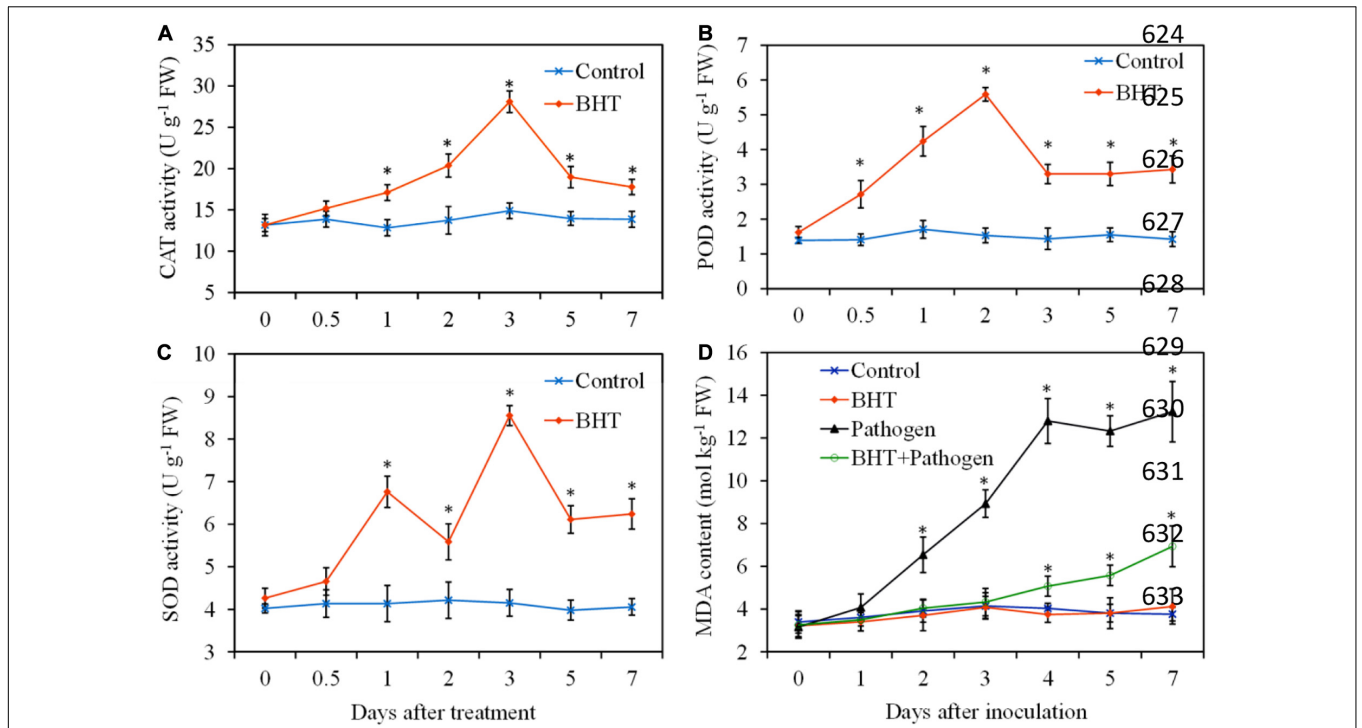 A
35
30
25
20
15
10
5
CAT activity (U g-1 FW)
Control
BHT
*
*
*
*
*
0 0.5 1 2 3 5 7
B
7
6
5
4
3
2
1
0
POD activity (U g-1 FW)
Control
BHT
*
*
*
*
*
*
0 0.5 1 2 3 5 7
624
625
626
627
628
629
630
631
632
633
C
10
9
8
7
6
5
4
3
SOD activity (U g-1 FW)
Control
BHT
*
*
*
*
*
0 0.5 1 2 3 5 7
Days after treatment
D
16
14
12
10
8
6
4
2
MDA content (mol kg-1 FW)
Control
BHT
Pathogen
BHT+Pathogen
*
*
*
*
*
*
*
*
0 1 2 3 4 5 7
Days after inoculation